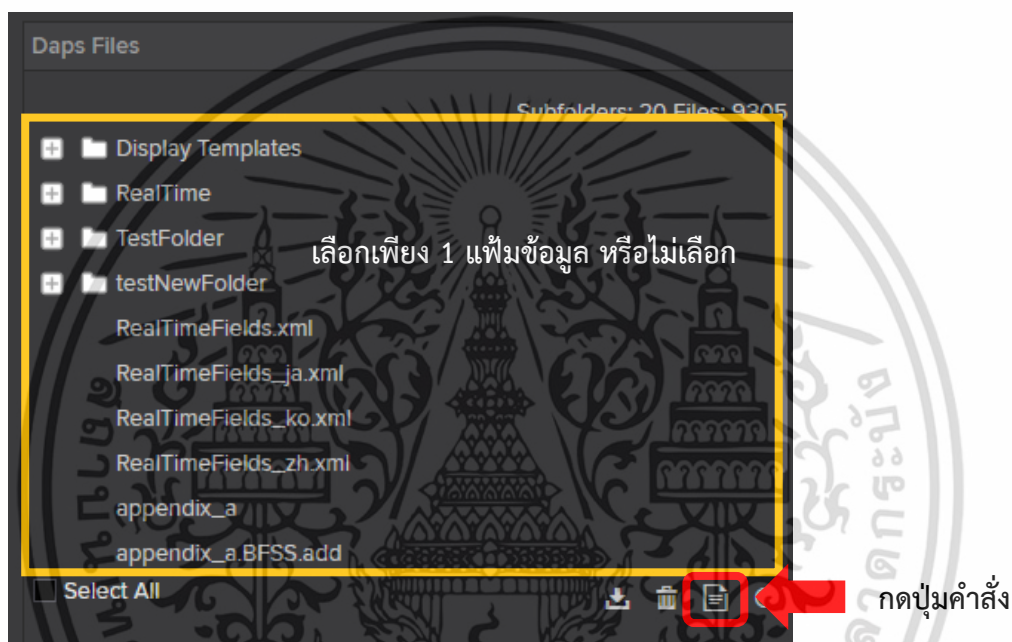 Daps Files
Subfolders: 20 Files: 9305
Display Templates
RealTime
TestFolder
เลือกเพียง 1 แฟ้มข้อมูล หรือไม่เลือก
testNewFolder
RealTimeFields.xml
RealTimeFields_ja.xml
RealTimeFields_ko.xml
RealTimeFields_zh.xml
appendix_a
appendix_a.BFSS.add
Select All
กดปุ่มคำสั่ง